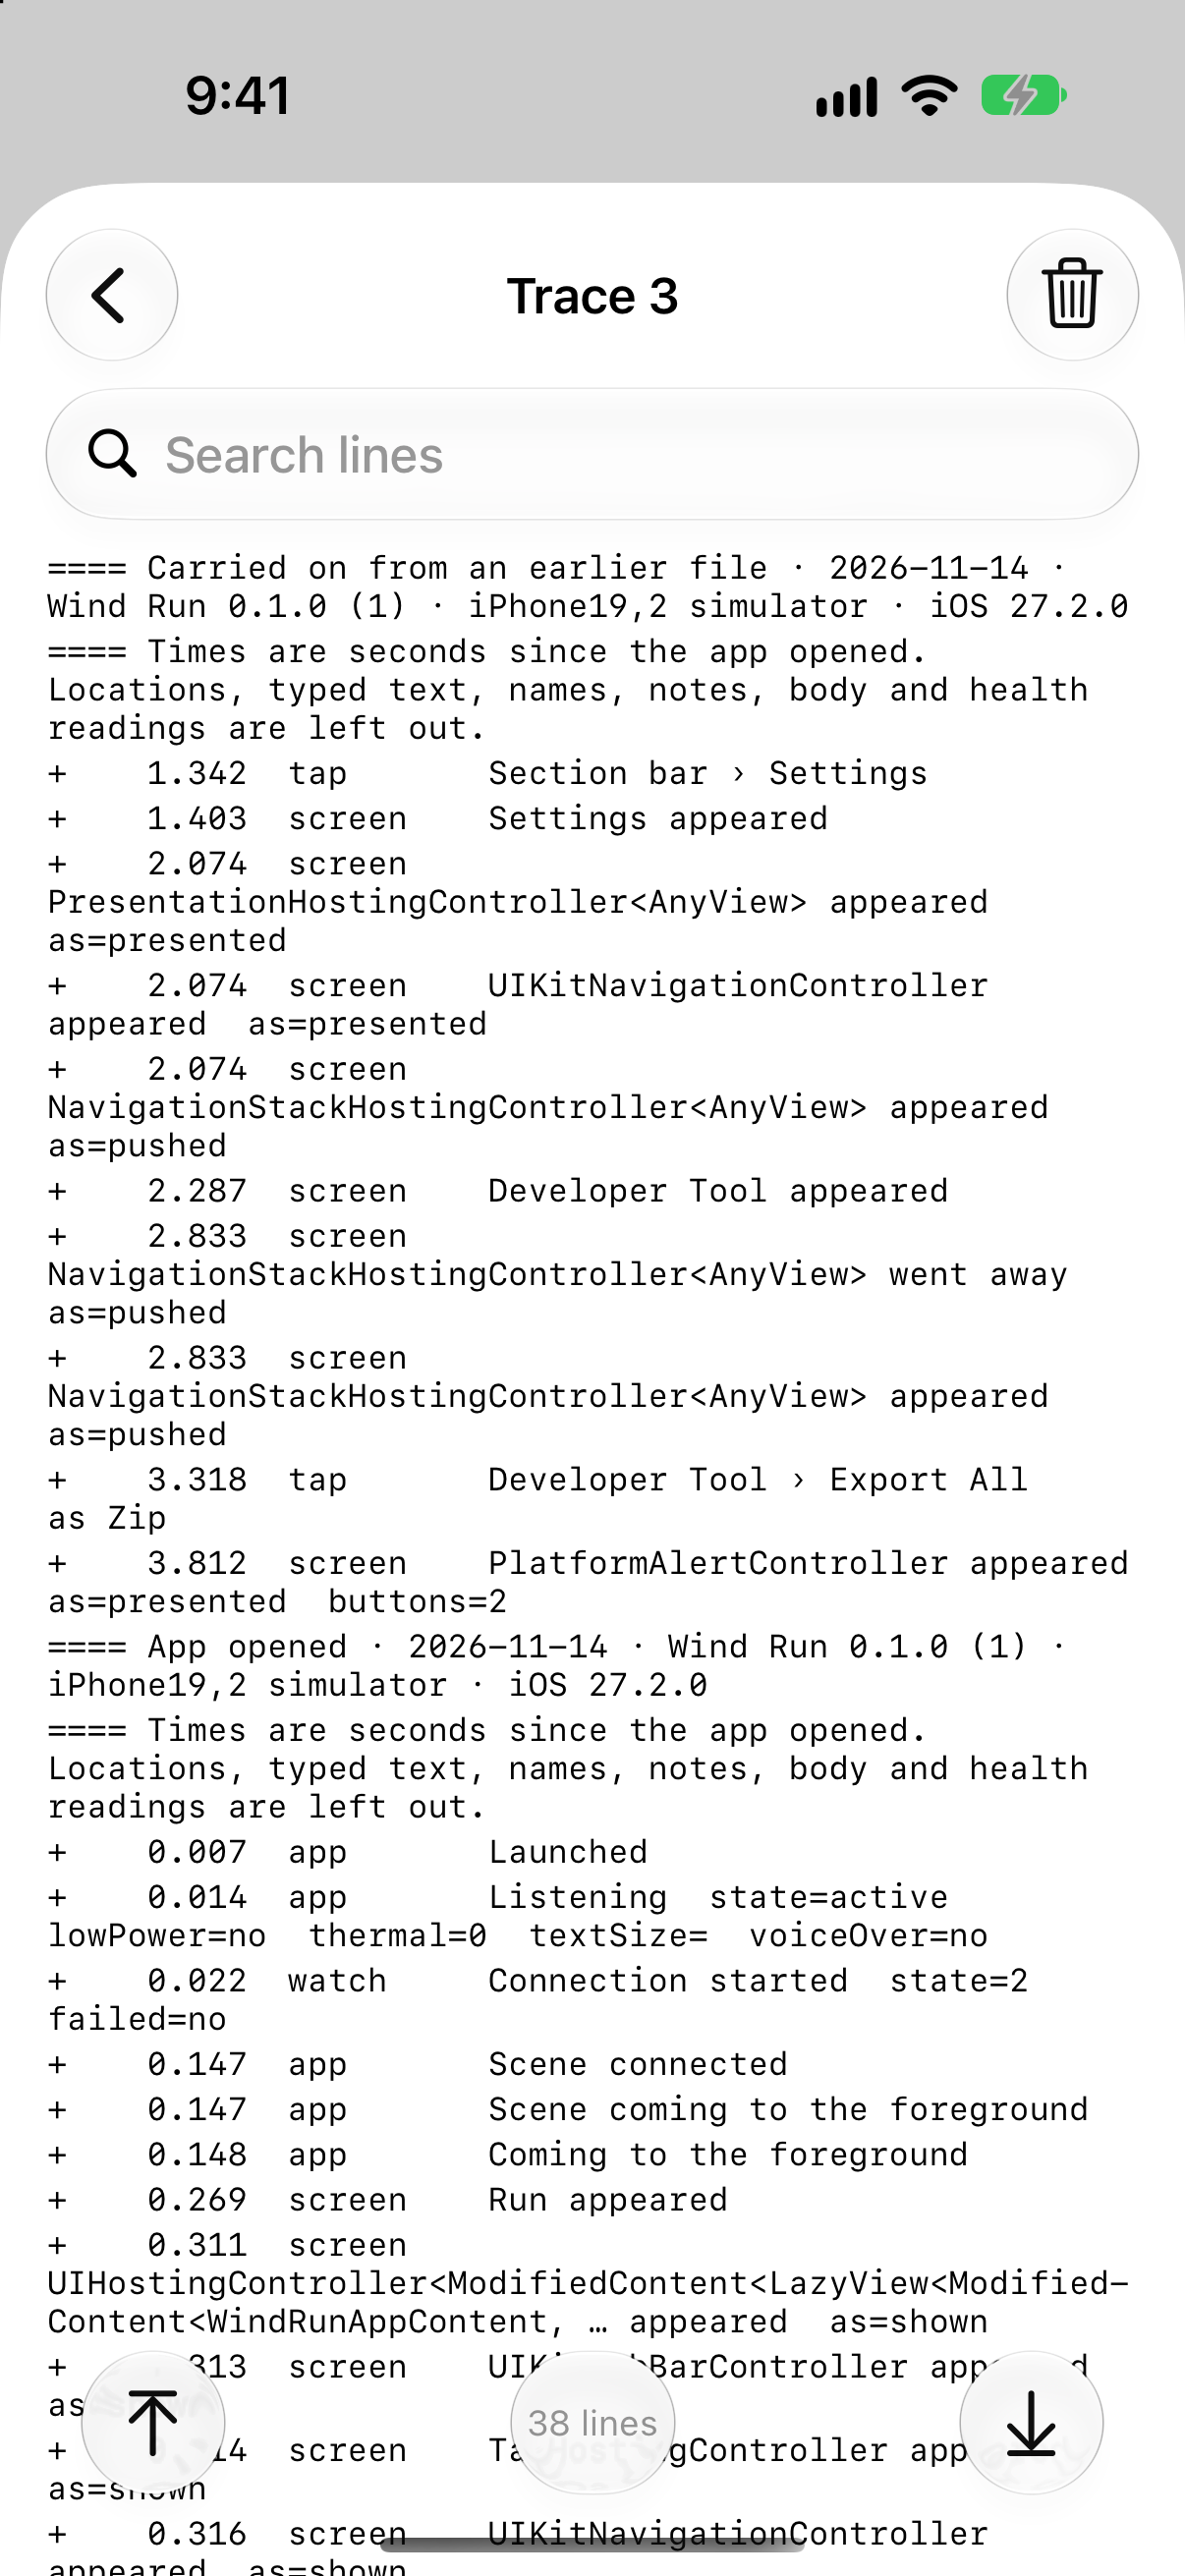 9:41
Trace 3
Search lines
==== Carried on from an earlier file · 2026-11-14 ·
Wind Run 0.1.0 (1) · iPhone19,2 simulator · iOS 27.2.0
==== Times are seconds since the app opened.
Locations, typed text, names, notes, body and health
readings are left out.
+    1.342  tap       Section bar › Settings
+    1.403  screen    Settings appeared
+    2.074  screen
PresentationHostingController<AnyView> appeared
as=presented
+    2.074  screen    UIKitNavigationController
appeared  as=presented
+    2.074  screen
NavigationStackHostingController<AnyView> appeared
as=pushed
+    2.287  screen    Developer Tool appeared
+    2.833  screen
NavigationStackHostingController<AnyView> went away
as=pushed
+    2.833  screen
NavigationStackHostingController<AnyView> appeared
as=pushed
+    3.318  tap       Developer Tool › Export All
as Zip
+    3.812  screen    PlatformAlertController appeared
as=presented  buttons=2
==== App opened · 2026-11-14 · Wind Run 0.1.0 (1) ·
iPhone19,2 simulator · iOS 27.2.0
==== Times are seconds since the app opened.
Locations, typed text, names, notes, body and health
readings are left out.
+    0.007  app       Launched
+    0.014  app       Listening  state=active
lowPower=no  thermal=0  textSize=  voiceOver=no
+    0.022  watch     Connection started  state=2
failed=no
+    0.147  app       Scene connected
+    0.147  app       Scene coming to the foreground
+    0.148  app       Coming to the foreground
+    0.269  screen    Run appeared
+    0.311  screen
UIHostingController<ModifiedContent<LazyView<Modified-
Content<WindRunAppContent, … appeared  as=shown
+    screen
+    screen
38 lines
as=shown
+    0.316  screen    UIKitNavigationController
appeared  as=shown